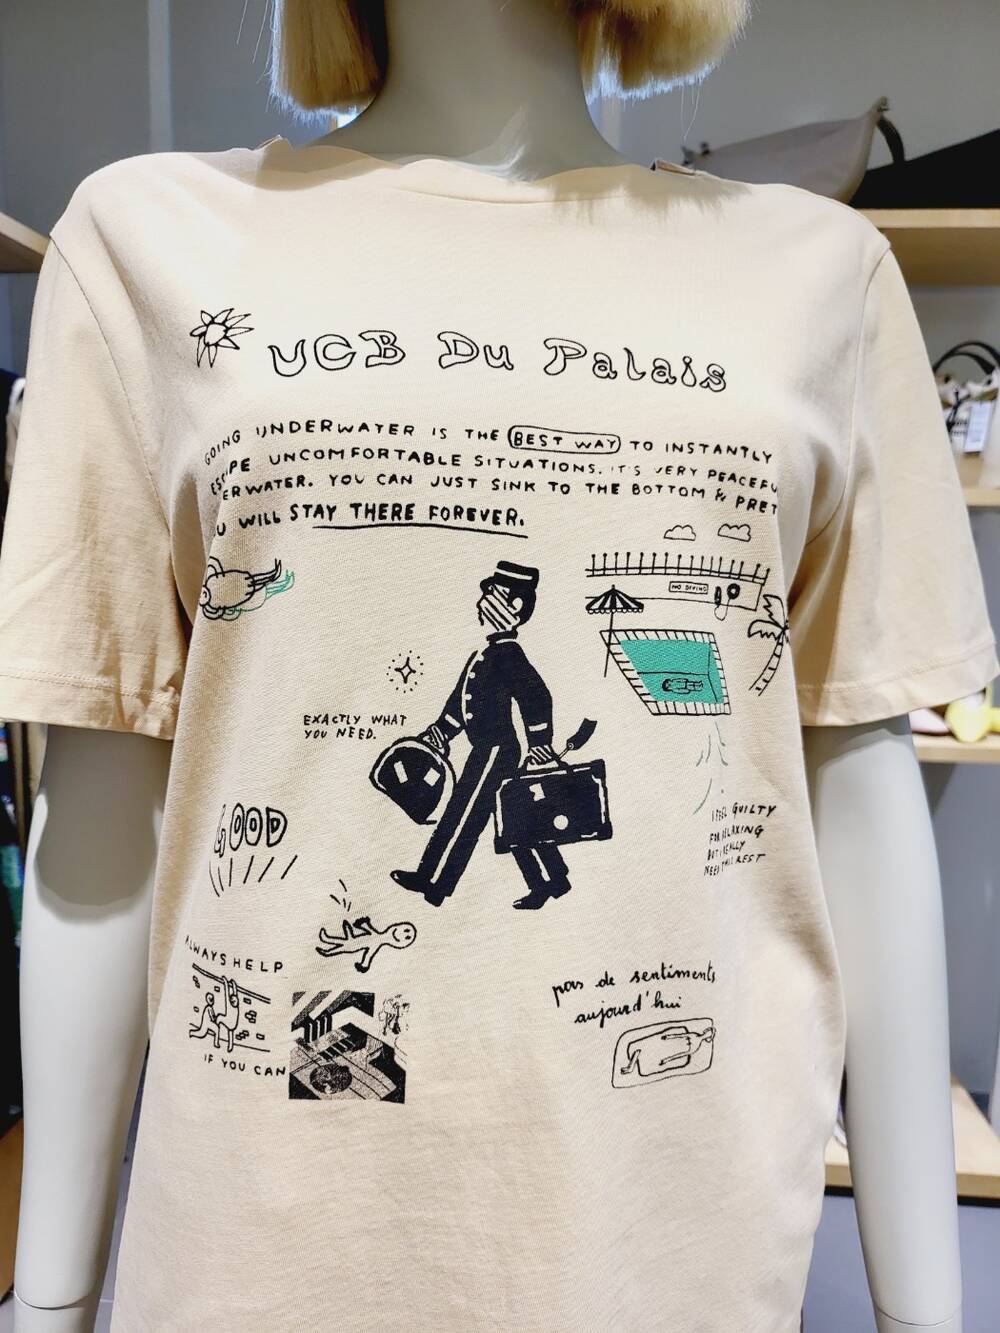 UCB Du Palais
GOING UNDERWATER IS THE BEST WAY TO INSTANTLY
UNCOMFORTABLE SITUATIONS. IT'S VERY PEACEFU
ERWATER. YOU CAN JUST SINK TO THE BOTTOM & PRET
U WILL STAY THERE FOREVER.
NO DIVING
EXACTLY WHAT
YOU NEED.
GOOD
I FEEL GUILTY
FOR RELAXING
BUT I REALLY
NEED THIS REST
ALWAYS HELP
IF YOU CAN
pas de sentiments
aujourd'hui